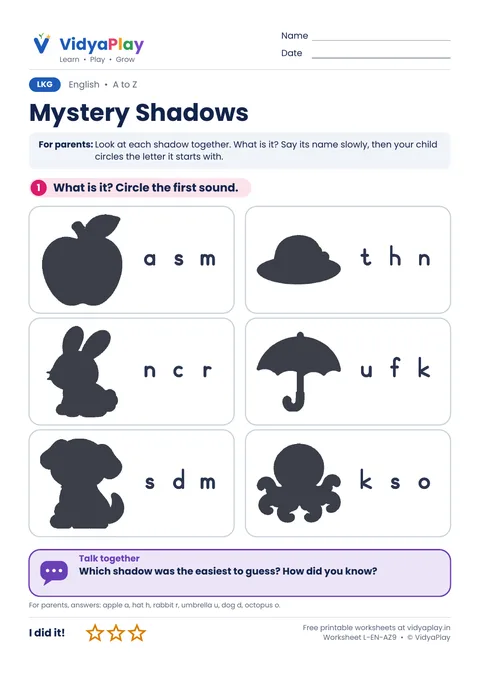 VidyaPlay
Learn • Play • Grow
Name
Date
LKG English • A to Z
Mystery Shadows
For parents: Look at each shadow together. What is it? Say its name slowly, then your child
circles the letter it starts with.
1 What is it? Circle the first sound.
a s m
t h n
n c r
u f k
s d m
k s o
Talk together
Which shadow was the easiest to guess? How did you know?
For parents, answers: apple a, hat h, rabbit r, umbrella u, dog d, octopus o.
I did it!
Free printable worksheets at vidyaplay.in
Worksheet L-EN-AZ9 • © VidyaPlay